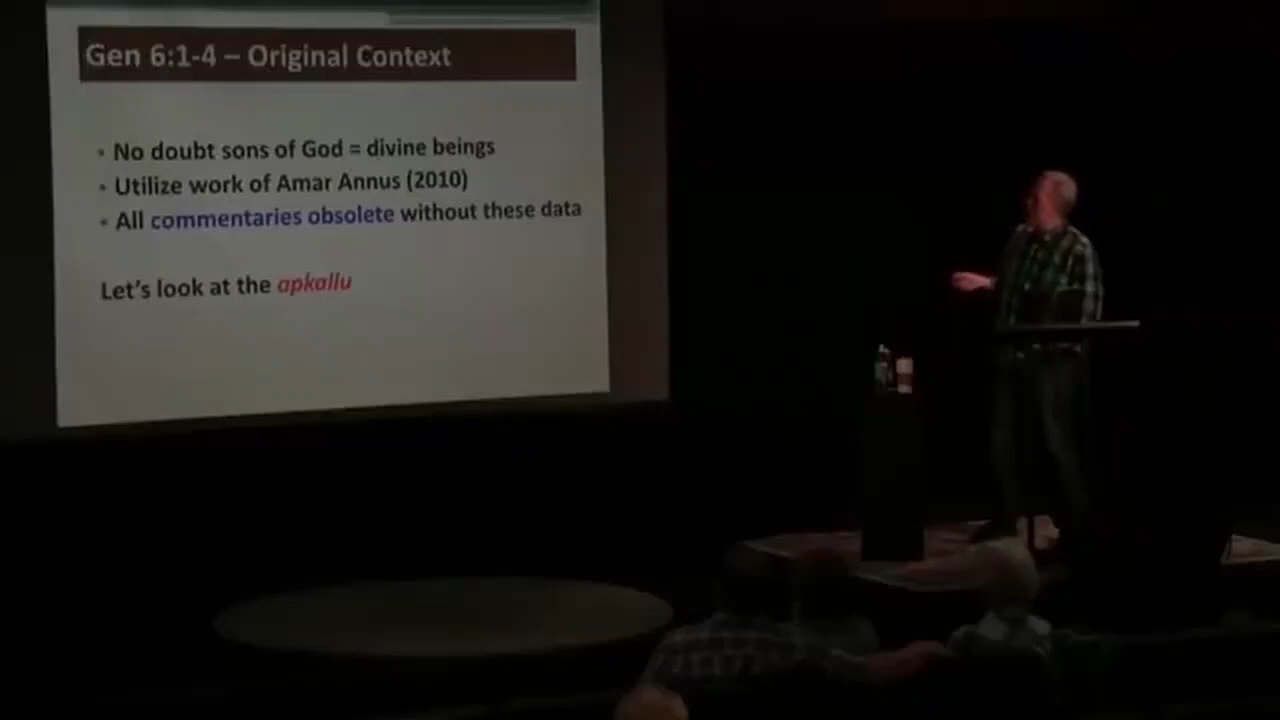 Gen 6:1-4 – Original Context
• No doubt sons of God = divine beings
• Utilize work of Amar Annus (2010)
• All commentaries obsolete without these data
Let's look at the apkallu